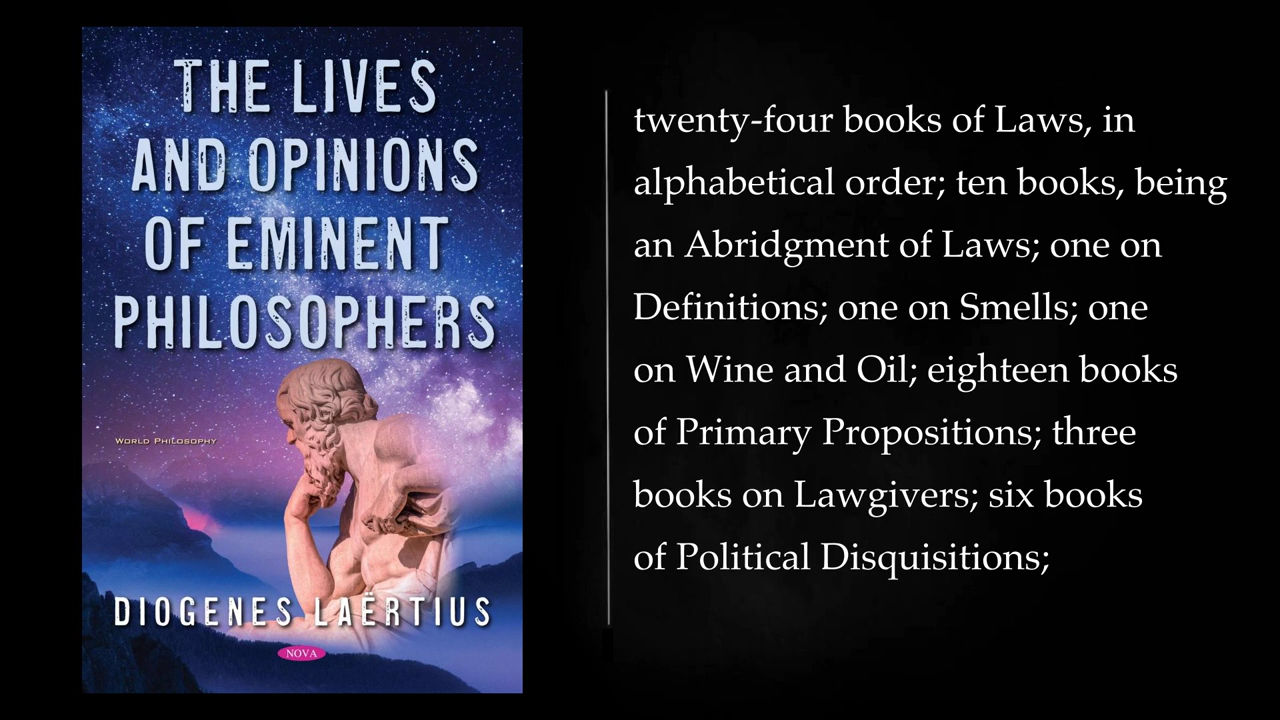 THE LIVES
AND OPINIONS
OF EMINENT
PHILOSOPHERS
WORLD PHILOSOPHY
DIOGENES LAËRTIUS
NOVA
twenty-four books of Laws, in
alphabetical order; ten books, being
an Abridgment of Laws; one on
Definitions; one on Smells; one
on Wine and Oil; eighteen books
of Primary Propositions; three
books on Lawgivers; six books
of Political Disquisitions;